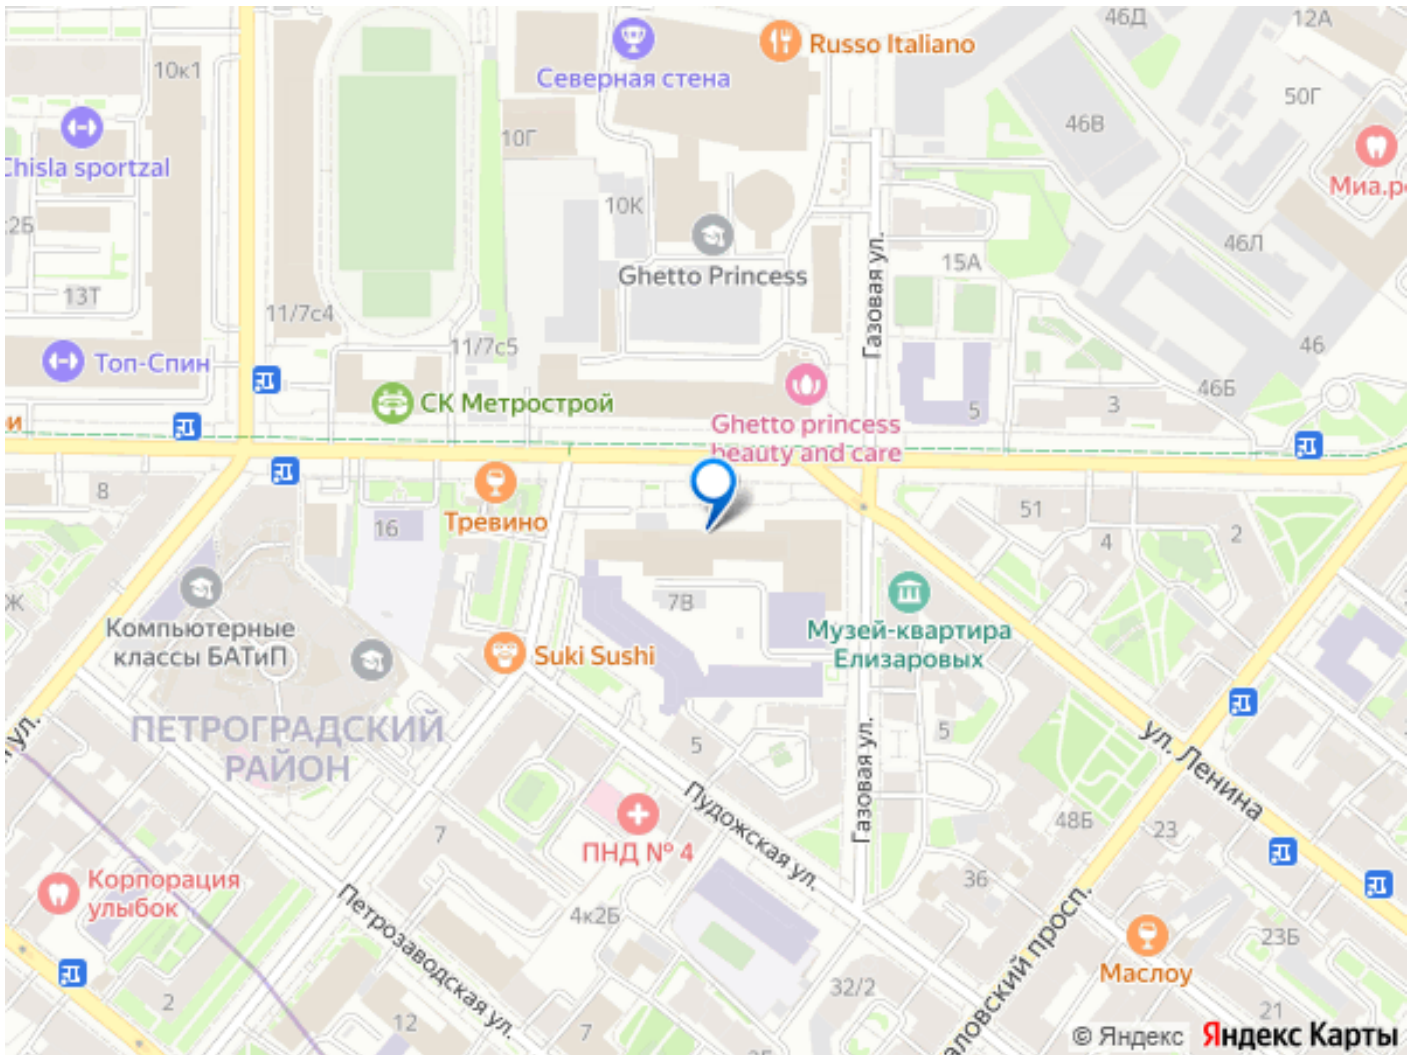 46Д
12А
Russo Italiano
Северная стена
10к1
50Г
46В
10Г
Chisla sportzal
Миа.р
10К
2Б
46Л
Газовая ул.
15А
Ghetto Princess
13Т
11/7с4
46
11/7с5
Топ-Спин
46Б
СК Метрострой
3
5
и
Ghetto princess
beauty and care
8
51
16
Тревино
2
4
Ж
7В
Компьютерные
классы БАТиП
Музей-квартира
Елизаровых
Suki Sushi
ПЕТРОГРАДСКИЙ
РАЙОН
ул.
5
5
ул. Ленина
Газовая ул.
Пудожская ул.
48Б
23
7
ПНД № 4
Корпорация
улыбок
36
Петрозаводская ул.
4к2Б
23Б
Маслоу
аловский просп.
32/2
2
12
7
21
© Яндекс Яндекс Карты